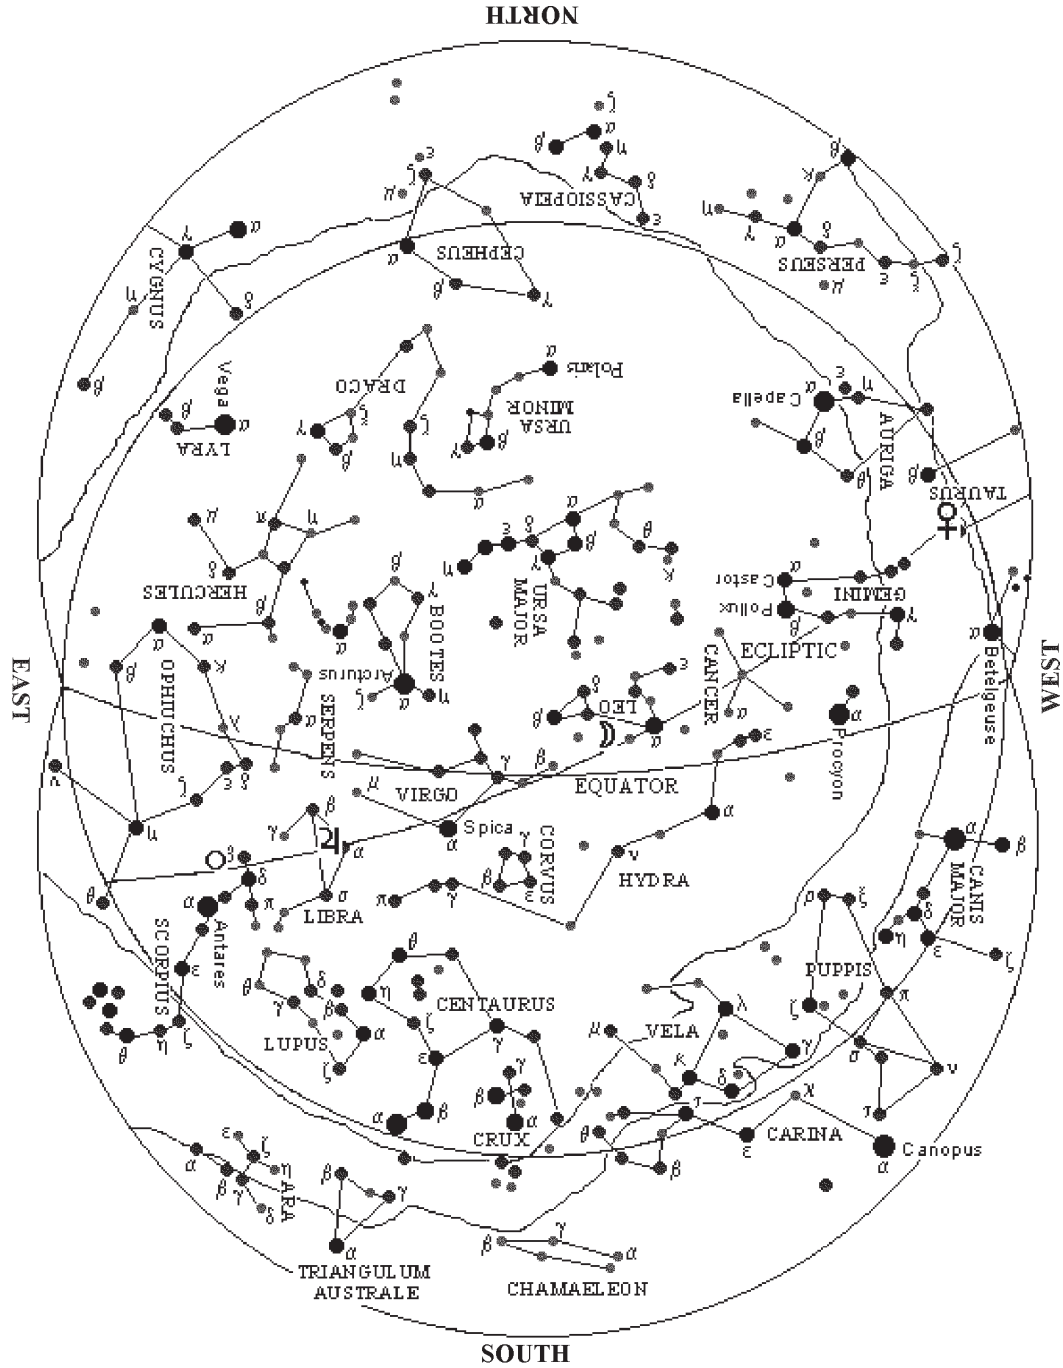 NORTH
ζ
α
β
η
γ
δ
ε
CASSIOPEIA
β
κ
η
γ
α
δ
PERSEUS
ε
ξ
ζ
μ
ε
ζ
μ
CEPHEUS
α
β
γ
γ
α
CYGNUS
η
δ
β
Vega
β
α
LYRA
DRACO
γ
ξ
β
ζ
η
α
α
Polaris
URSA
MINOR
γ
β
Capella
α
ε
η
AURIGA
β
θ
β
TAURUS
♀
μ
π
η
δ
HERCULES
β
α
α
β
γ
BOOTES
Arcturus
ζ
α
η
α
ε
δ
β
γ
η
URSA
MAJOR
θ
κ
Castor
α
Pollux
β
GEMINI
γ
ECLIPTIC
CANCER
α
α
Betelgeuse
EAST
WEST
α
β
κ
OPHIUCHUS
λ
ε
δ
ζ
ν
η
θ
SERPENS
α
δ
β
LEO
ε
α
☽
α
Procyon
ε
EQUATOR
VIRGO
γ
β
μ
Spica
α
β
γ
♃
α
σ
LIBRA
CORVUS
γ
β
ε
α
ν
HYDRA
π
γ
α
β
CANIS
MAJOR
δ
η
ε
ζ
β
δ
α
π
Antares
SCORPIUS
ε
θ
η
ζ
θ
δ
γ
β
α
LUPUS
ζ
θ
η
CENTAURUS
ζ
γ
ε
α
β
β
α
CRUX
μ
VELA
λ
κ
δ
γ
ρ
ξ
PUPPIS
ζ
π
σ
ν
τ
χ
CARINA
ε
θ
β
α
Canopus
ε
ζ
α
η
β
γ
δ
ARA
β
γ
α
TRIANGULUM
AUSTRALE
β
γ
α
CHAMAELEON
SOUTH